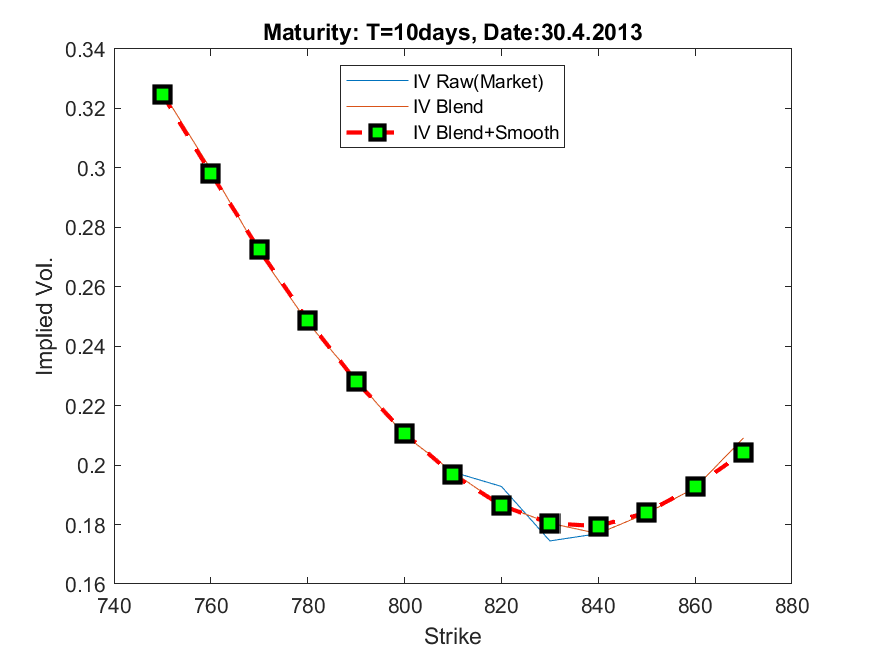 Maturity: T=10days, Date:30.4.2013
IV Raw(Market)
IV Blend
IV Blend+Smooth
0.34
0.32
0.3
0.28
0.26
0.24
0.22
0.2
0.18
0.16
Implied Vol.
740 760 780 800 820 840 860 880
Strike